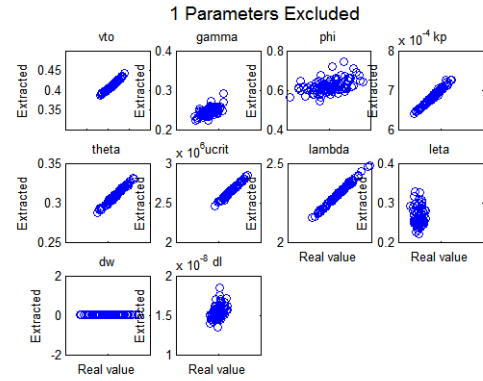 1 Parameters Excluded
vto gamma phi x 10^-4 kp
0.45 0.4 0.35 Extracted
0.4 0.3 0.2 Extracted
0.8 0.6 0.4 Extracted
8 7 6 Extracted
theta x 10^6 ucrit lambda leta
0.35 0.3 0.25 Extracted
3 2.5 2 Extracted
2.5 2 Extracted
0.4 0.3 0.2 Extracted
Real value Real value
dw x 10^-8 dl
2 0 -2 Extracted
2 1.5 1 Extracted
Real value Real value